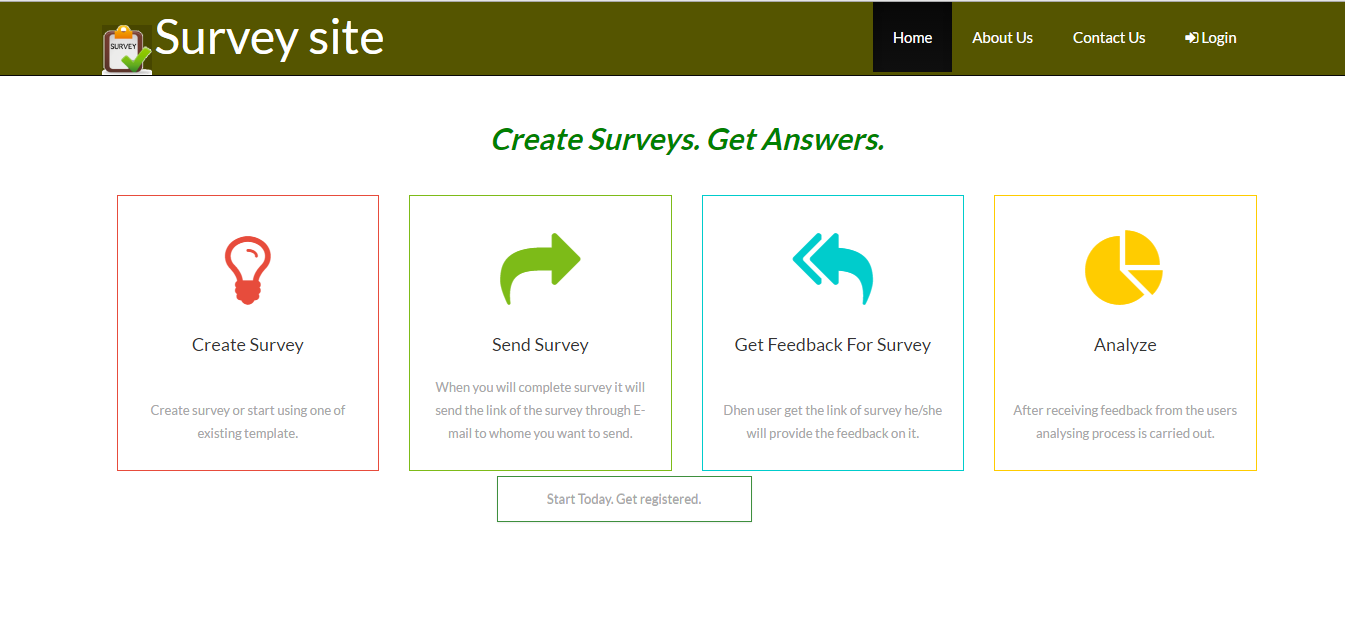 SURVEY
Survey site
Home
About Us
Contact Us
Login
Create Surveys. Get Answers.
Create Survey
Create survey or start using one of
existing template.
Send Survey
When you will complete survey it will
send the link of the survey through E-
mail to whome you want to send.
Get Feedback For Survey
Dhen user get the link of survey he/she
will provide the feedback on it.
Analyze
After receiving feedback from the users
analysing process is carried out.
Start Today. Get registered.